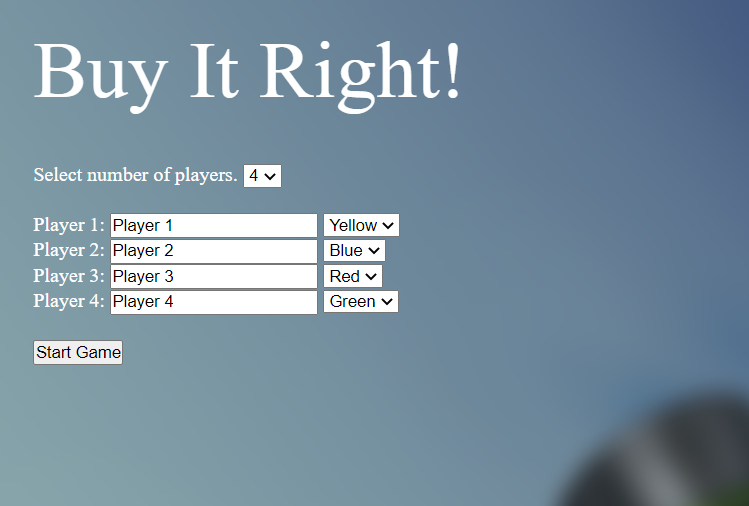 Buy It Right!
Select number of players. 4
Player 1: Player 1 Yellow
Player 2: Player 2 Blue
Player 3: Player 3 Red
Player 4: Player 4 Green
Start Game